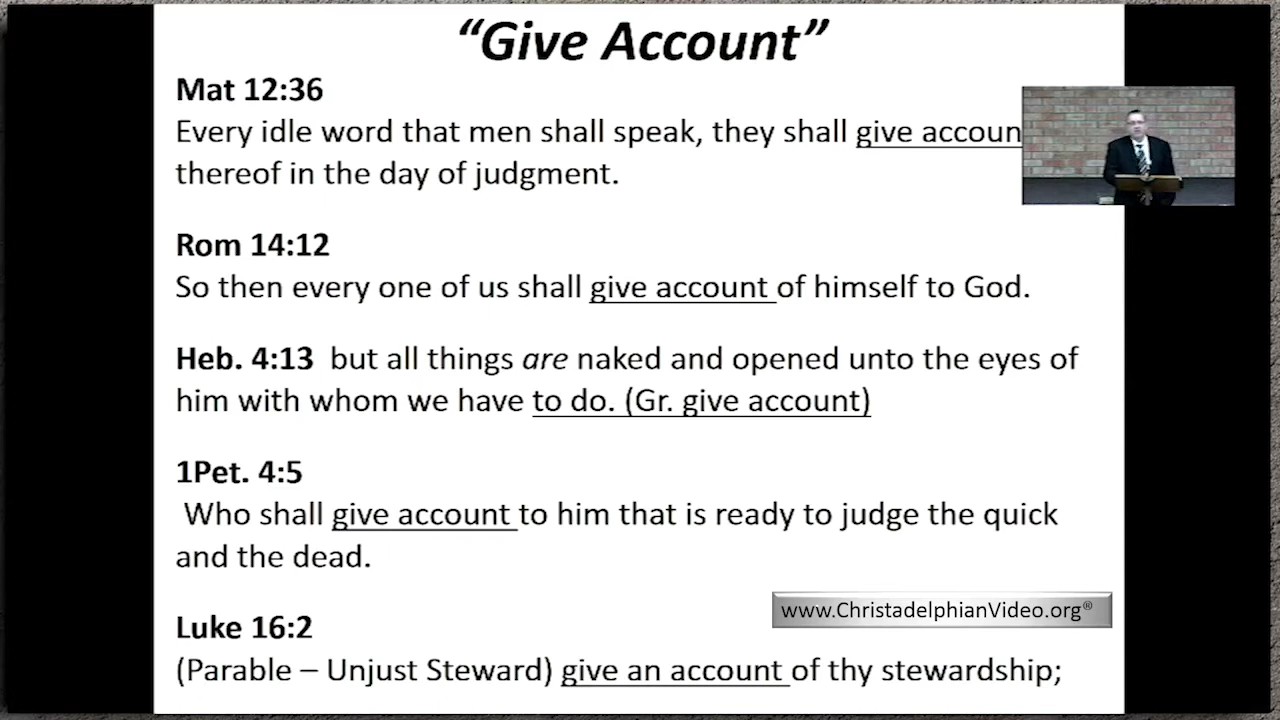 “Give Account”
Mat 12:36
Every idle word that men shall speak, they shall give accoun
thereof in the day of judgment.
Rom 14:12
So then every one of us shall give account of himself to God.
Heb. 4:13 but all things are naked and opened unto the eyes of
him with whom we have to do. (Gr. give account)
1Pet. 4:5
Who shall give account to him that is ready to judge the quick
and the dead.
www.ChristadelphianVideo.org®
Luke 16:2
(Parable – Unjust Steward) give an account of thy stewardship;